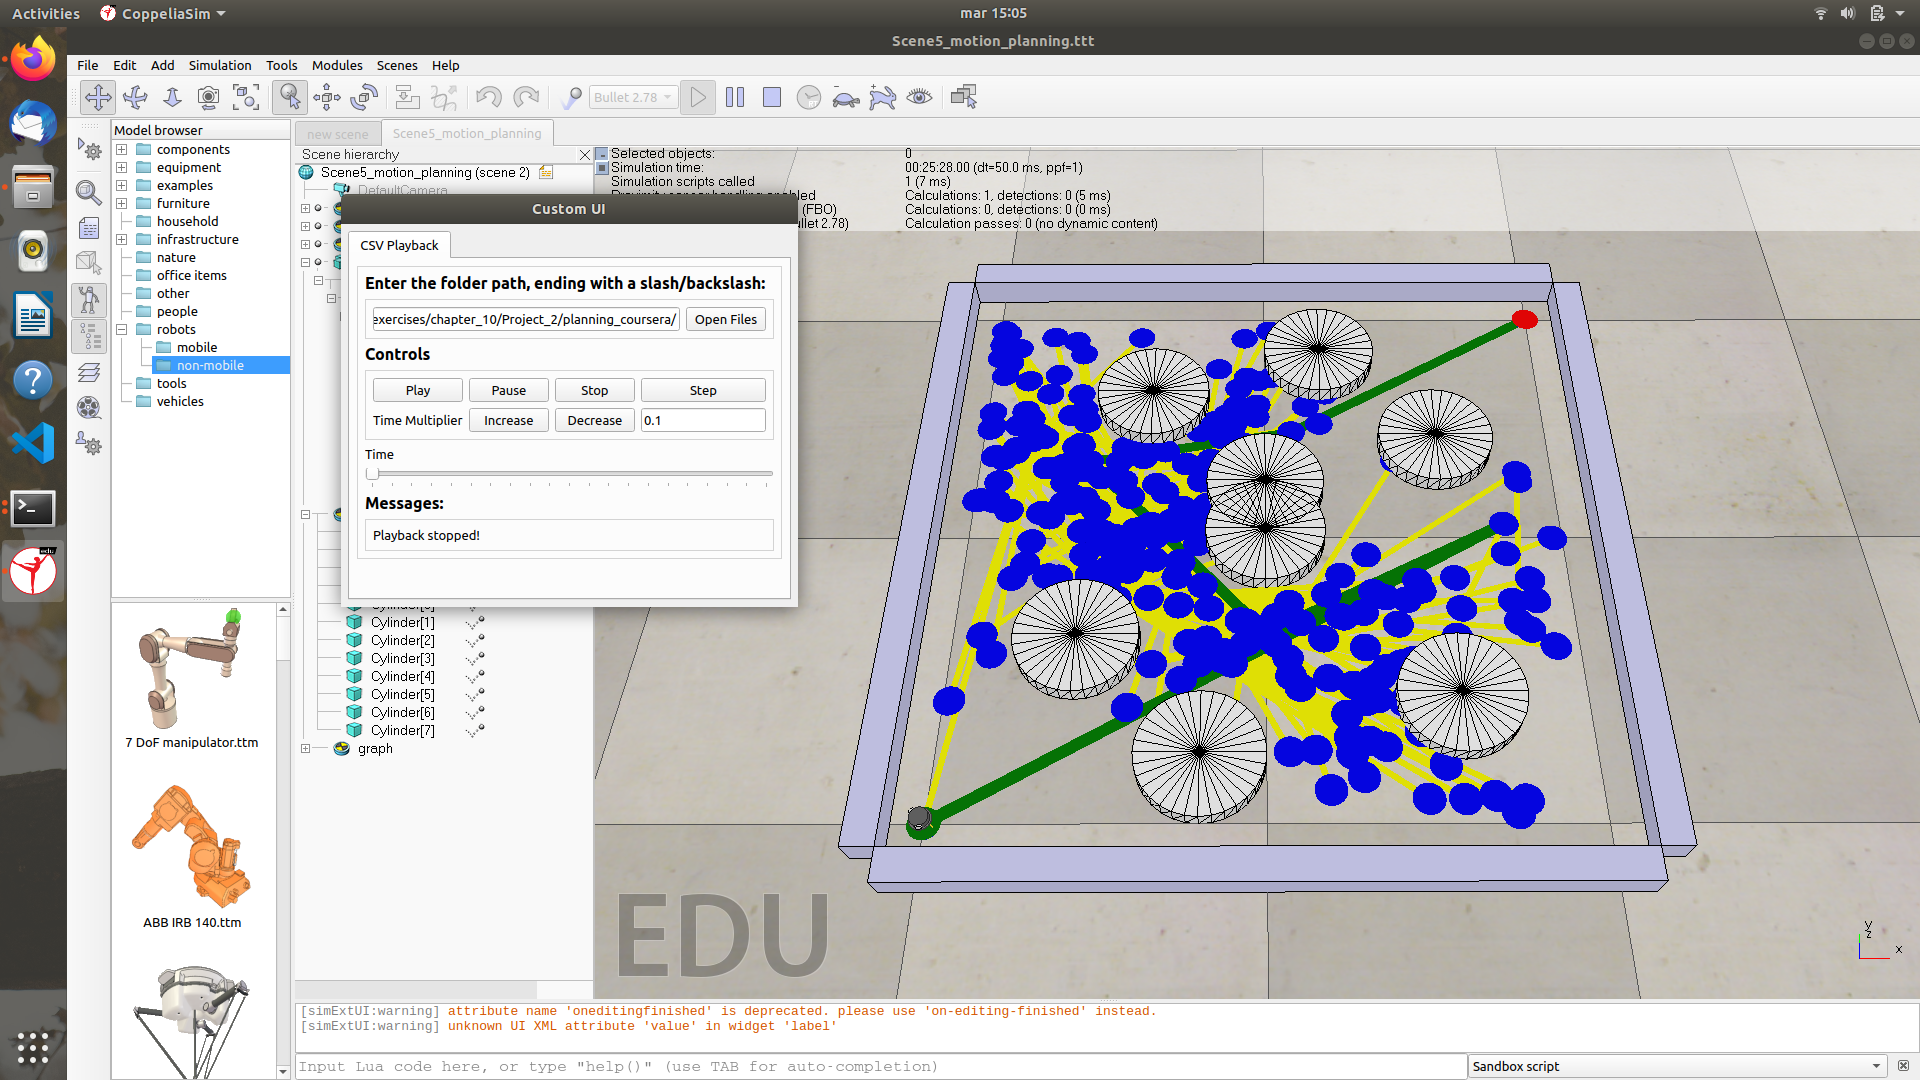 Activities
CoppeliaSim
mar 15:05
Scene5_motion_planning.ttt
File Edit Add Simulation Tools Modules Scenes Help
Bullet 2.78
Model browser
components
equipment
examples
furniture
household
infrastructure
nature
office items
other
people
robots
mobile
non-mobile
tools
vehicles
7 DoF manipulator.ttm
ABB IRB 140.ttm
new scene
Scene5_motion_planning
Scene hierarchy
Scene5_motion_planning (scene 2)
DefaultCamera
Cylinder[1]
Cylinder[2]
Cylinder[3]
Cylinder[4]
Cylinder[5]
Cylinder[6]
Cylinder[7]
graph
Custom UI
CSV Playback
Enter the folder path, ending with a slash/backslash:
exercises/chapter_10/Project_2/planning_coursera/ Open Files
Controls
Play Pause Stop Step
Time Multiplier Increase Decrease 0.1
Time
Messages:
Playback stopped!
Selected objects: 0
Simulation time: 00:25:28.00 (dt=50.0 ms, ppf=1)
Simulation scripts called 1 (7 ms)
enabled Calculations: 1, detections: 0 (5 ms)
(FBO) Calculations: 0, detections: 0 (0 ms)
ullet 2.78) Calculation passes: 0 (no dynamic content)
EDU
y
z
x
[simExtUI:warning] attribute name 'oneditingfinished' is deprecated. please use 'on-editing-finished' instead.
[simExtUI:warning] unknown UI XML attribute 'value' in widget 'label'
Input Lua code here, or type "help()" (use TAB for auto-completion)
Sandbox script